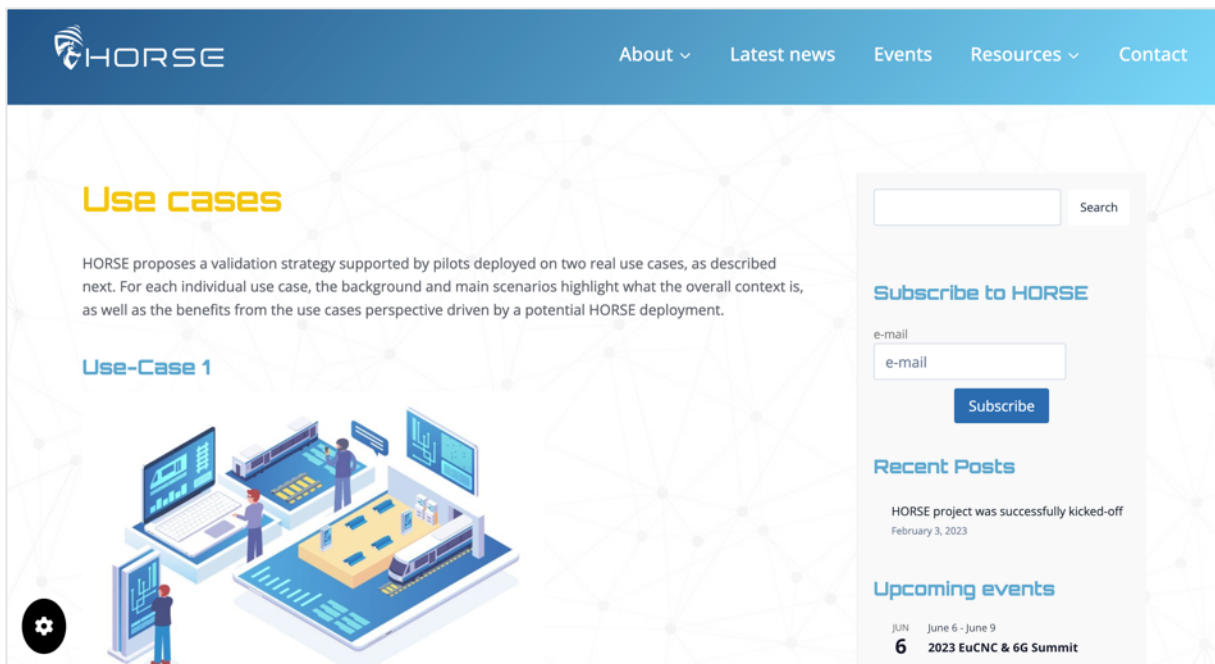 HORSE
About
Latest news
Events
Resources
Contact
Use cases
HORSE proposes a validation strategy supported by pilots deployed on two real use cases, as described
next. For each individual use case, the background and main scenarios highlight what the overall context is,
as well as the benefits from the use cases perspective driven by a potential HORSE deployment.
Use-Case 1
Search
Subscribe to HORSE
e-mail
e-mail
Subscribe
Recent Posts
HORSE project was successfully kicked-off
February 3, 2023
Upcoming events
JUN
6
June 6 - June 9
2023 EuCNC & 6G Summit